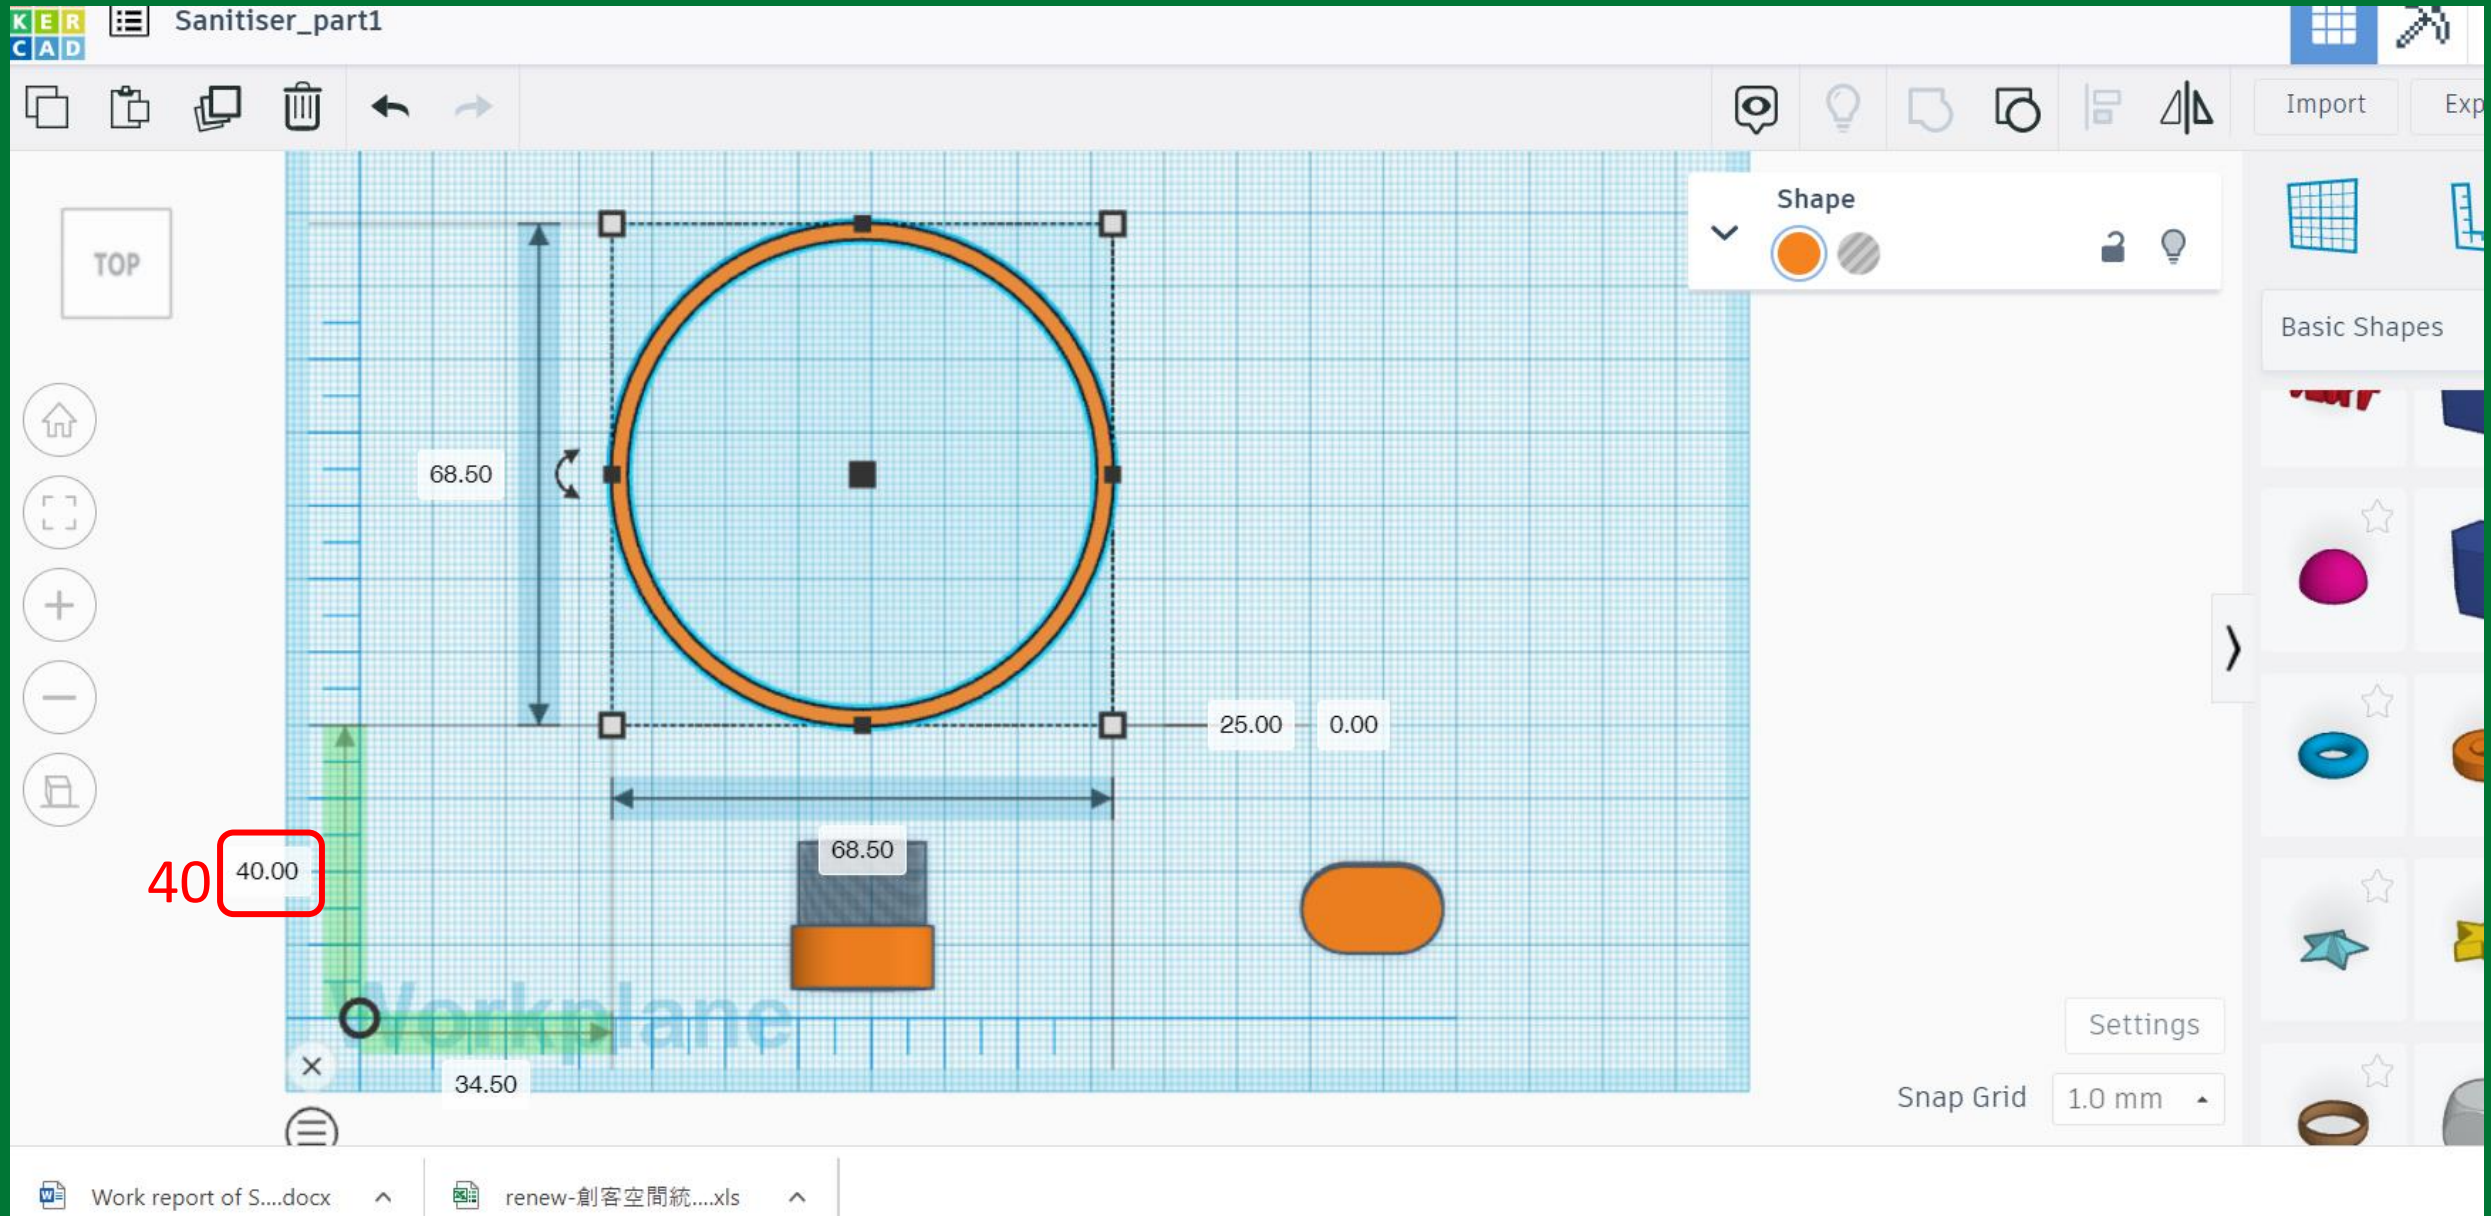 KER
CAD
Sanitiser_part1
Import
Exp
TOP
Shape
Basic Shapes
68.50
25.00
0.00
68.50
40
40.00
Workplane
34.50
Settings
Snap Grid
1.0 mm
Work report of S....docx
renew-創客空間統....xls